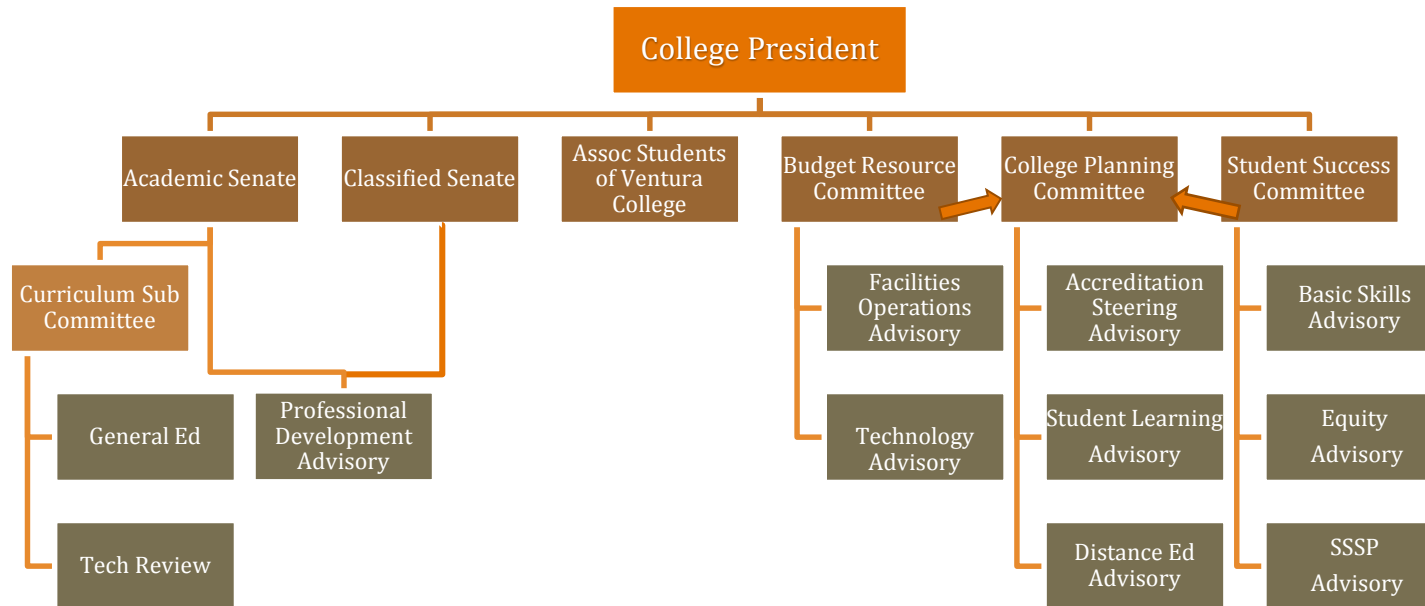 College President
Academic Senate
Classified Senate
Assoc Students
of Ventura
College
Budget Resource
Committee
College Planning
Committee
Student Success
Committee
Curriculum Sub
Committee
Facilities
Operations
Advisory
Accreditation
Steering
Advisory
Basic Skills
Advisory
General Ed
Professional
Development
Advisory
Technology
Advisory
Student Learning
Advisory
Equity
Advisory
Tech Review
Distance Ed
Advisory
SSSP
Advisory